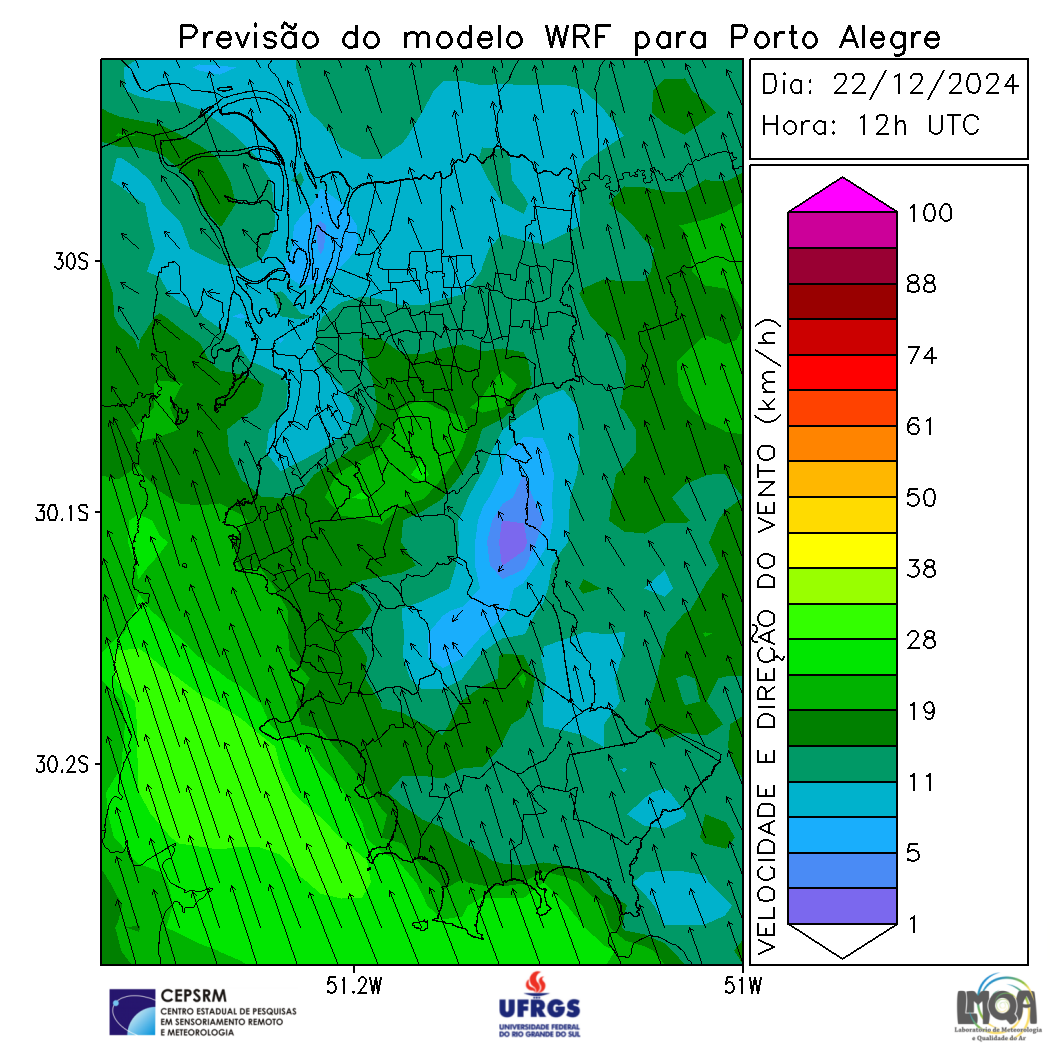 Previsão do modelo WRF para Porto Alegre
Dia: 22/12/2024
Hora: 12h UTC
30S
30.1S
30.2S
51.2W
51W
VELOCIDADE E DIREÇÃO DO VENTO (km/h)
100
88
74
61
50
38
28
19
11
5
1
CEPSRM
CENTRO ESTADUAL DE PESQUISAS
EM SENSORIAMENTO REMOTO
E METEOROLOGIA
UFRGS
UNIVERSIDADE FEDERAL
DO RIO GRANDE DO SUL
LMQA
Laboratório de Meteorologia
e Qualidade do Ar